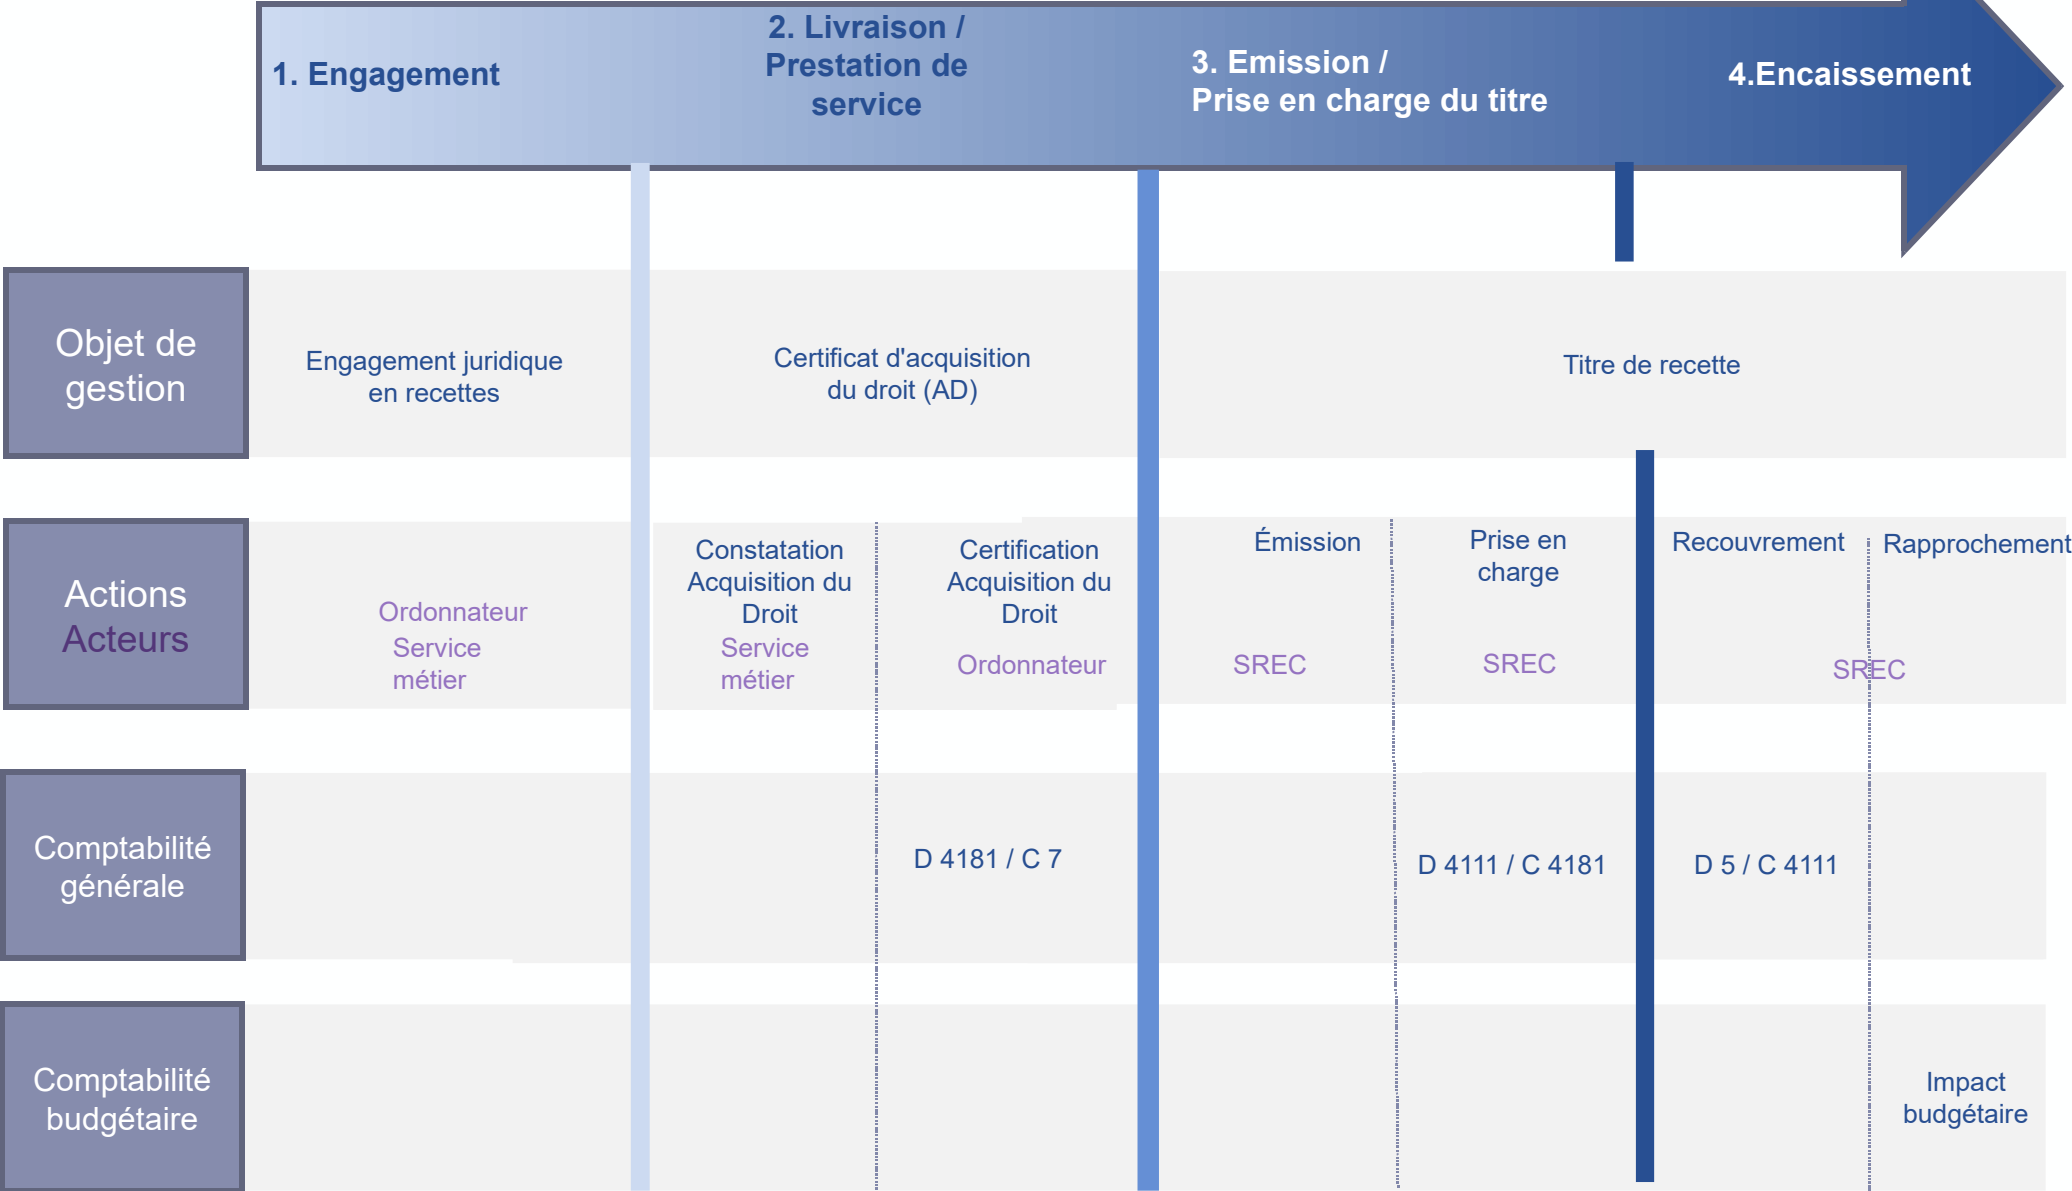 1. Engagement
2. Livraison /
Prestation de
service
3. Emission /
Prise en charge du titre
4.Encaissement
Objet de
gestion
Engagement juridique
en recettes
Certificat d'acquisition
du droit (AD)
Titre de recette
Actions
Acteurs
Ordonnateur
Service
métier
Constatation
Acquisition du
Droit
Service
métier
Certification
Acquisition du
Droit
Ordonnateur
Émission
SREC
Prise en
charge
SREC
Recouvrement
Rapprochement
SREC
Comptabilité
générale
D 4181 / C 7
D 4111 / C 4181
D 5 / C 4111
Comptabilité
budgétaire
Impact
budgétaire